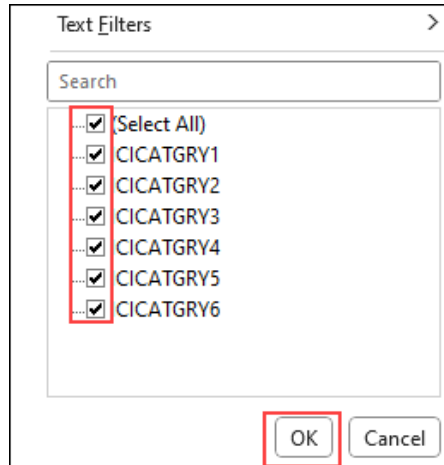 Text Filters
Search
(Select All)
CICATGRY1
CICATGRY2
CICATGRY3
CICATGRY4
CICATGRY5
CICATGRY6
OK Cancel